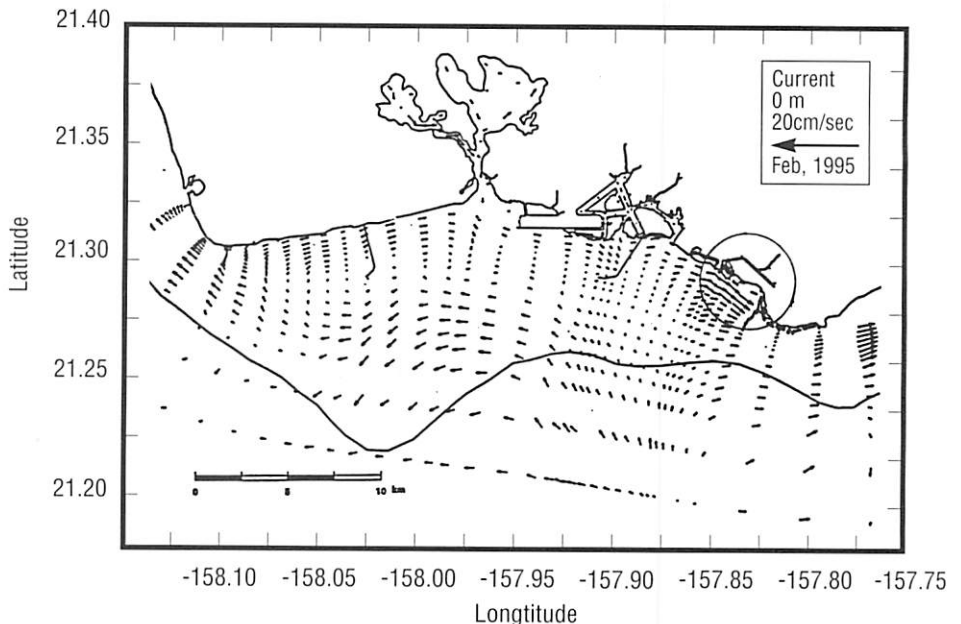 21.40
21.35
21.30
21.25
21.20
Latitude
Current
0 m
20cm/sec
Feb, 1995
0 5 10 km
-158.10 -158.05 -158.00 -157.95 -157.90 -157.85 -157.80 -157.75
Longtitude